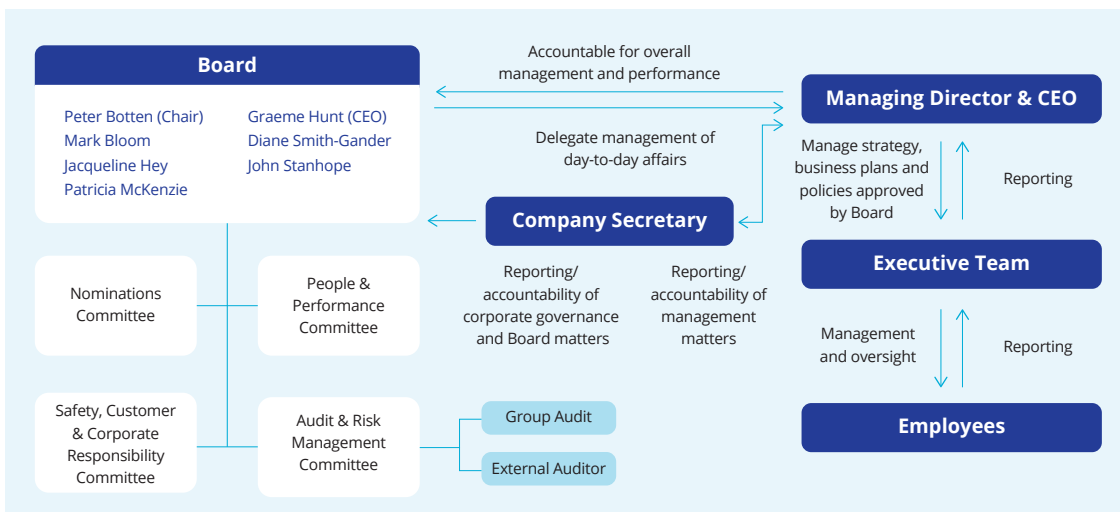 Board
Peter Botten (Chair)
Mark Bloom
Jacqueline Hey
Patricia McKenzie
Graeme Hunt (CEO)
Diane Smith-Gander
John Stanhope
Accountable for overall
management and performance
Delegate management of
day-to-day affairs
Managing Director & CEO
Manage strategy,
business plans and
policies approved
by Board
Reporting
Company Secretary
Reporting/
accountability of
corporate governance
and Board matters
Reporting/
accountability of
management
matters
Executive Team
Management
and oversight
Reporting
Employees
Nominations
Committee
People &
Performance
Committee
Safety, Customer
& Corporate
Responsibility
Committee
Audit & Risk
Management
Committee
Group Audit
External Auditor